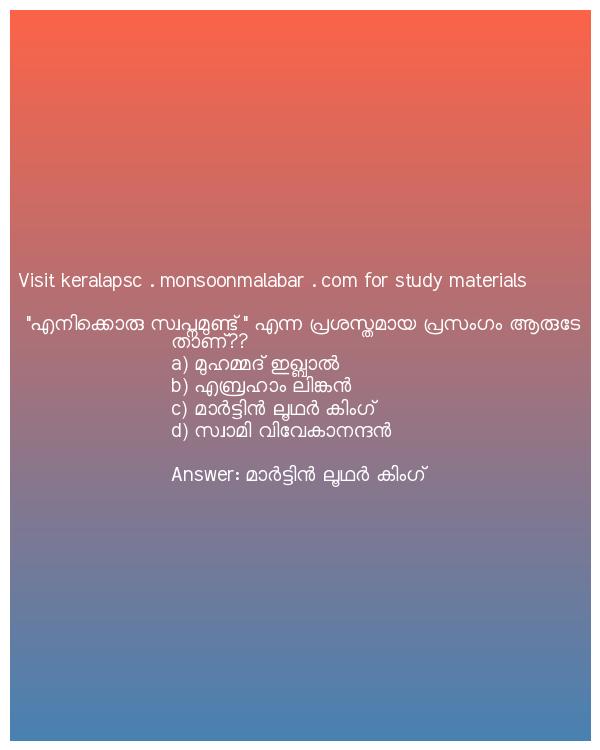 Visit keralapsc . monsoonmalabar . com for study materials
"എനിക്കൊരു സ്വപ്നമുണ്ട് " എന്ന പ്രശസ്തമായ പ്രസംഗം ആരുടേ
താണ്??
a) മുഹമ്മദ് ഇഖ്ബാൽ
b) എബ്രഹാം ലിങ്കൻ
c) മാർട്ടിൻ ലൂഥർ കിംഗ്
d) സ്വാമി വിവേകാനന്ദൻ
Answer: മാർട്ടിൻ ലൂഥർ കിംഗ്